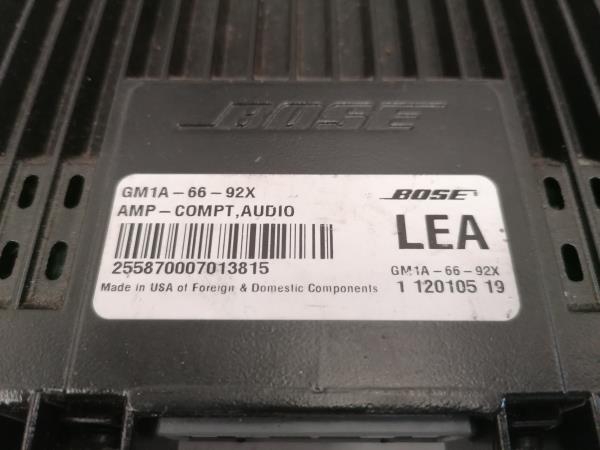 BOSE
GM1A-66-92X
AMP-COMPT,AUDIO
255870007013815
Made in USA of Foreign & Domestic Components
BOSE
LEA
GM1A-66-92X
1 120105 19